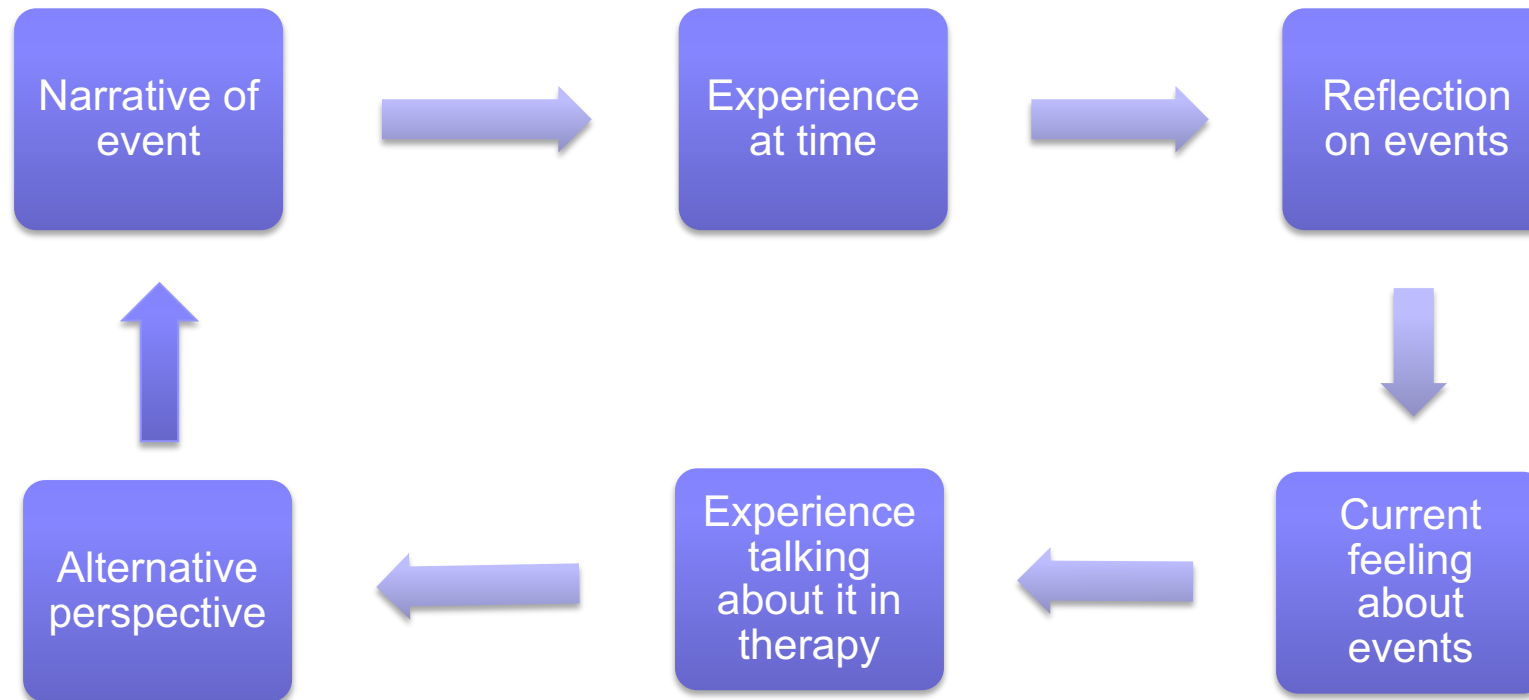 Narrative of
event
Experience
at time
Reflection
on events
Current
feeling
about
events
Experience
talking
about it in
therapy
Alternative
perspective